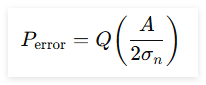 P_error = Q(A / 2σ_n)